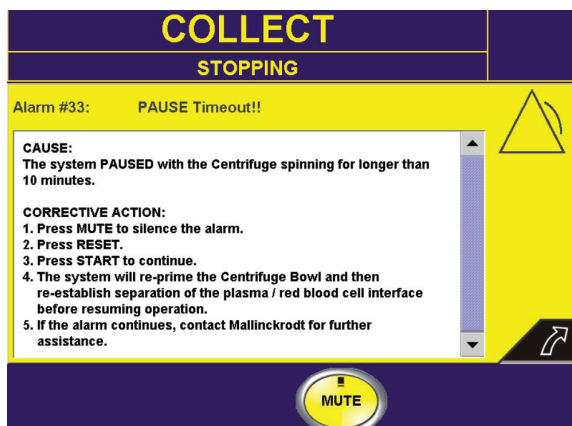 COLLECT
STOPPING
Alarm #33: PAUSE Timeout!!
CAUSE:
The system PAUSED with the Centrifuge spinning for longer than
10 minutes.
CORRECTIVE ACTION:
1. Press MUTE to silence the alarm.
2. Press RESET.
3. Press START to continue.
4. The system will re-prime the Centrifuge Bowl and then
re-establish separation of the plasma / red blood cell interface
before resuming operation.
5. If the alarm continues, contact Mallinckrodt for further
assistance.
MUTE